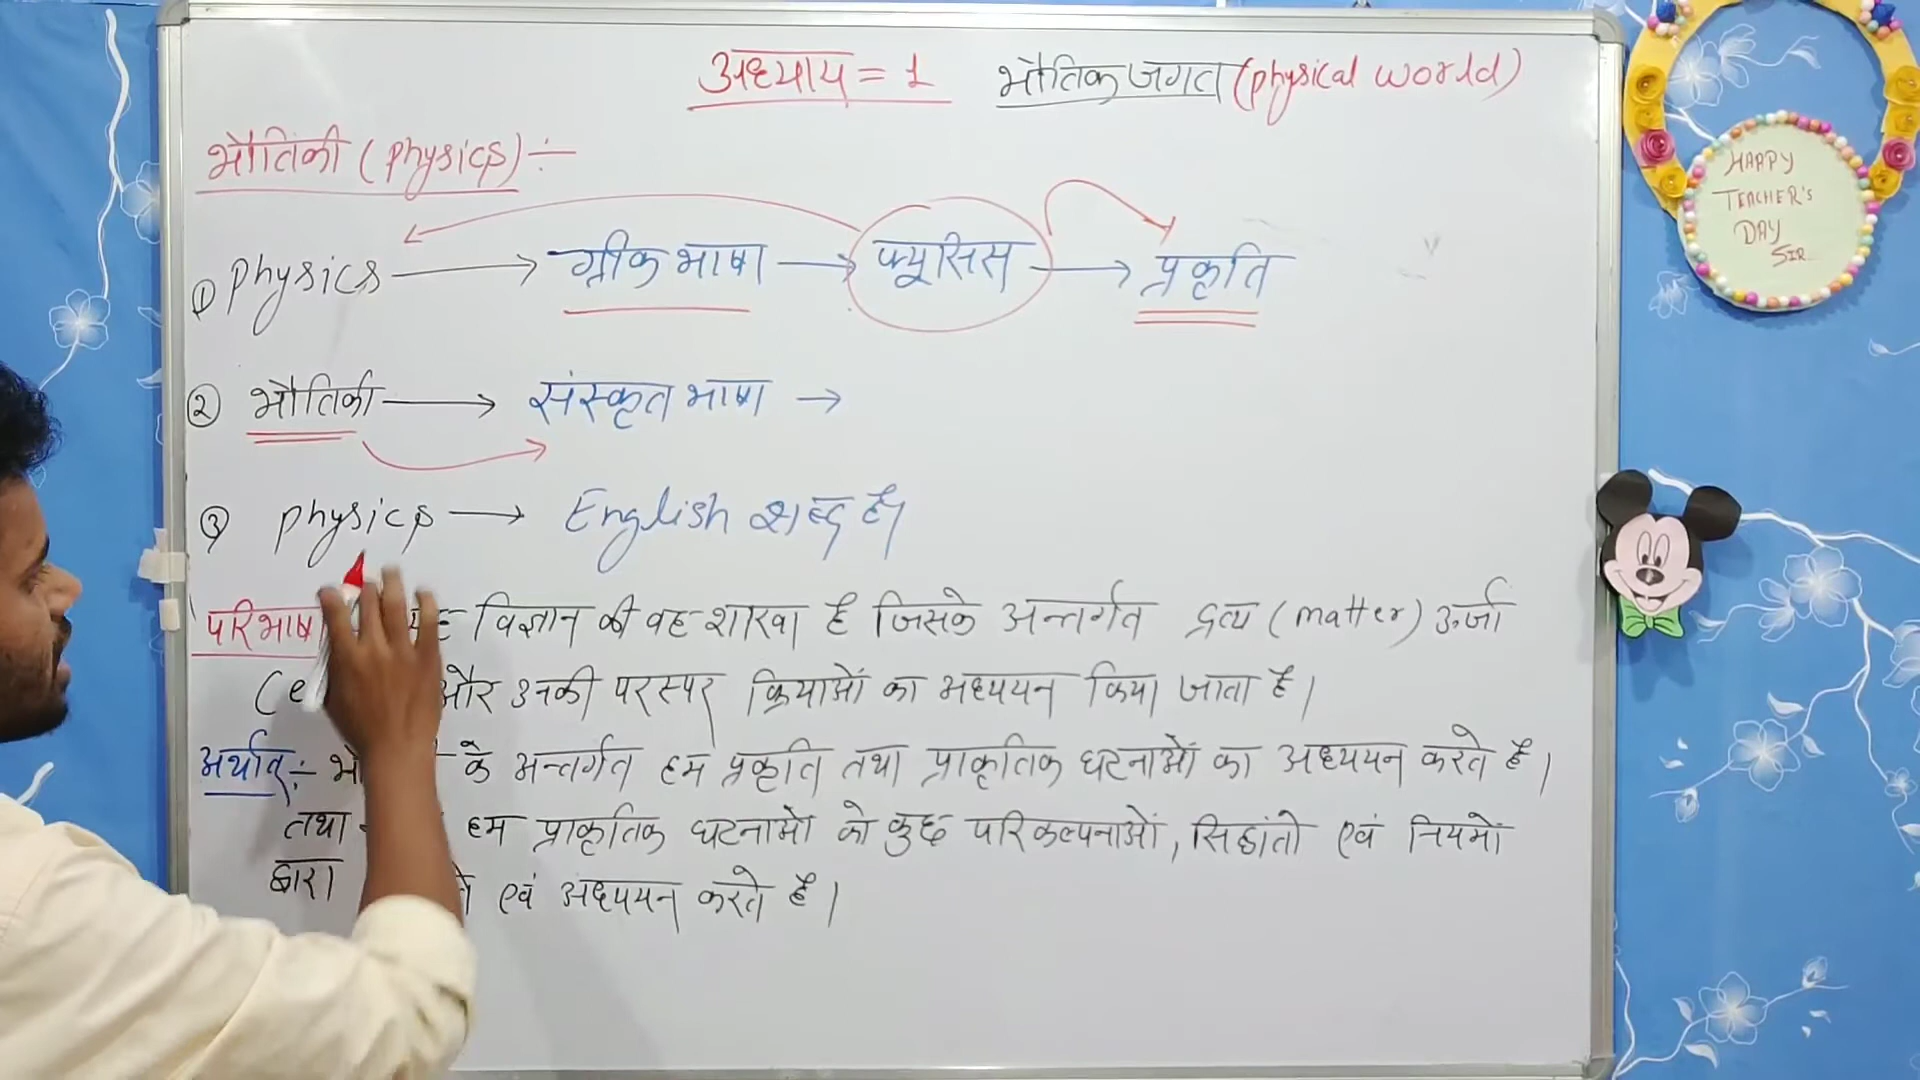 अध्याय = 1 भौतिक जगत (physical world)
भौतिकी (physics) ÷
① physics → ग्रीक भाषा → फ्यूसिस → प्रकृति
② भौतिकी → संस्कृत भाषा →
③ physics → English शब्द है।
परिभाषा यह विज्ञान की वह शाखा है जिसके अन्तर्गत द्रव्य (matter) ऊर्जा
और उनकी परस्पर क्रियाओं का अध्ययन किया जाता है।
अर्थात् ÷ के अन्तर्गत हम प्रकृति तथा प्राकृतिक घटनाओं का अध्ययन करते है।
तथा हम प्राकृतिक घटनाओ को कुछ परिकल्पनाओं, सिद्धांतो एवं नियमों
द्वारा एवं अध्ययन करते है।
HAPPY
TEACHER'S
DAY
SIR